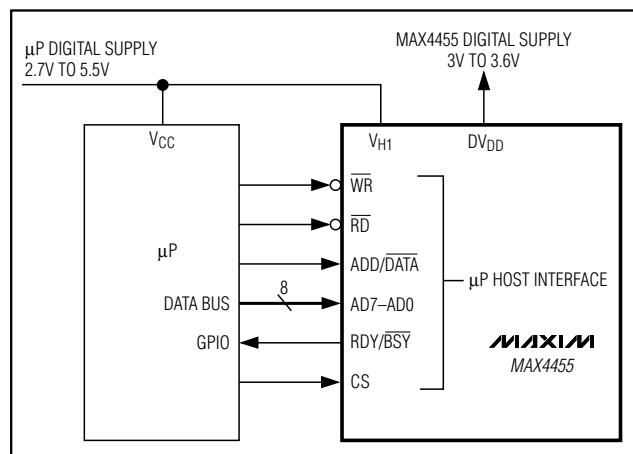 μP DIGITAL SUPPLY
2.7V TO 5.5V
MAX4455 DIGITAL SUPPLY
3V TO 3.6V
VCC
VH1
DVDD
WR
RD
μP
ADD/DATA
μP HOST INTERFACE
DATA BUS
8
AD7–AD0
GPIO
RDY/BSY
MAXIM
MAX4455
CS